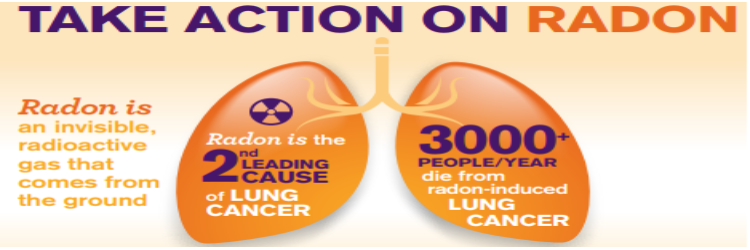 TAKE ACTION ON RADON
Radon is
an invisible,
radioactive
gas that
comes from
the ground
Radon is the
2nd LEADING
CAUSE
of LUNG
CANCER
3000+
PEOPLE/YEAR
die from
radon-induced
LUNG
CANCER